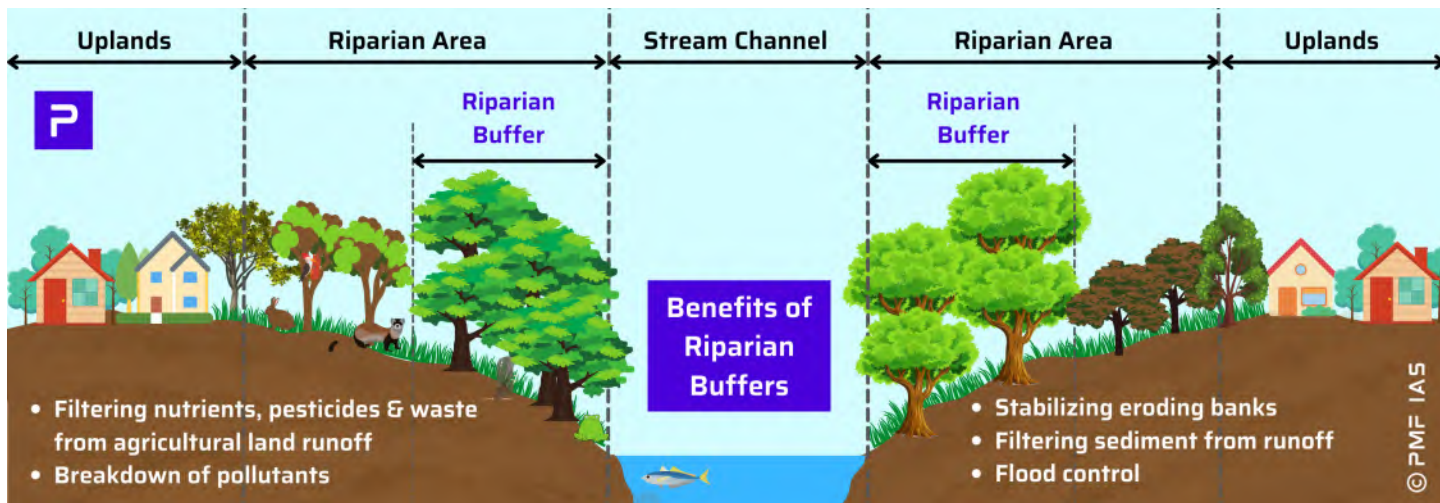 Uplands
Riparian Area
Stream Channel
Riparian Area
Uplands
P
Riparian
Buffer
Riparian
Buffer
Benefits of
Riparian
Buffers
• Filtering nutrients, pesticides & waste
from agricultural land runoff
• Breakdown of pollutants
• Stabilizing eroding banks
• Filtering sediment from runoff
• Flood control
© PMF IAS